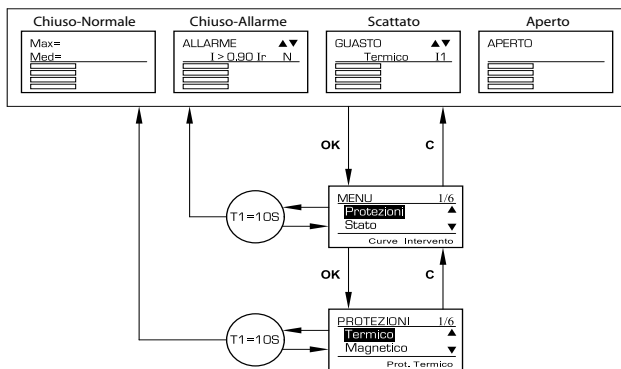 Chiuso-Normale Chiuso-Allarme Scattato Aperto
Max=
Med=
ALLARME ▲▼
I > 0.90 Ir N
GUASTO ▲▼
Termico I1
APERTO
OK C
T1=10S
MENU 1/6
Protezioni ▲
Stato ▼
Curve Intervento
OK C
T1=10S
PROTEZIONI 1/6
Termico ▲
Magnetico ▼
Prot. Termico